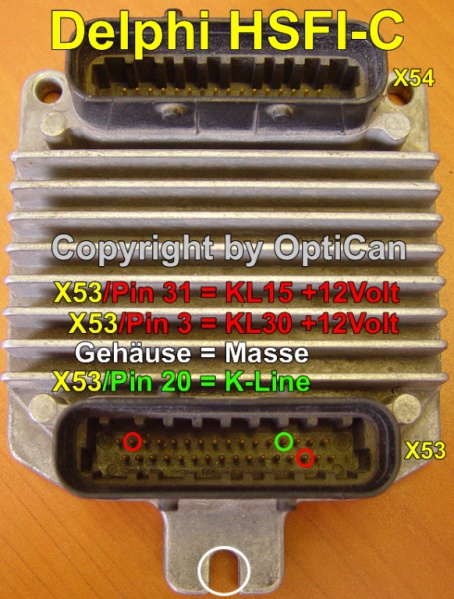 Delphi HSFI-C
X54
Copyright by OptiCan
X53/Pin 31 = KL15 +12Volt
X53/Pin 3 = KL30 +12Volt
Gehäuse = Masse
X53/Pin 20 = K-Line
X53